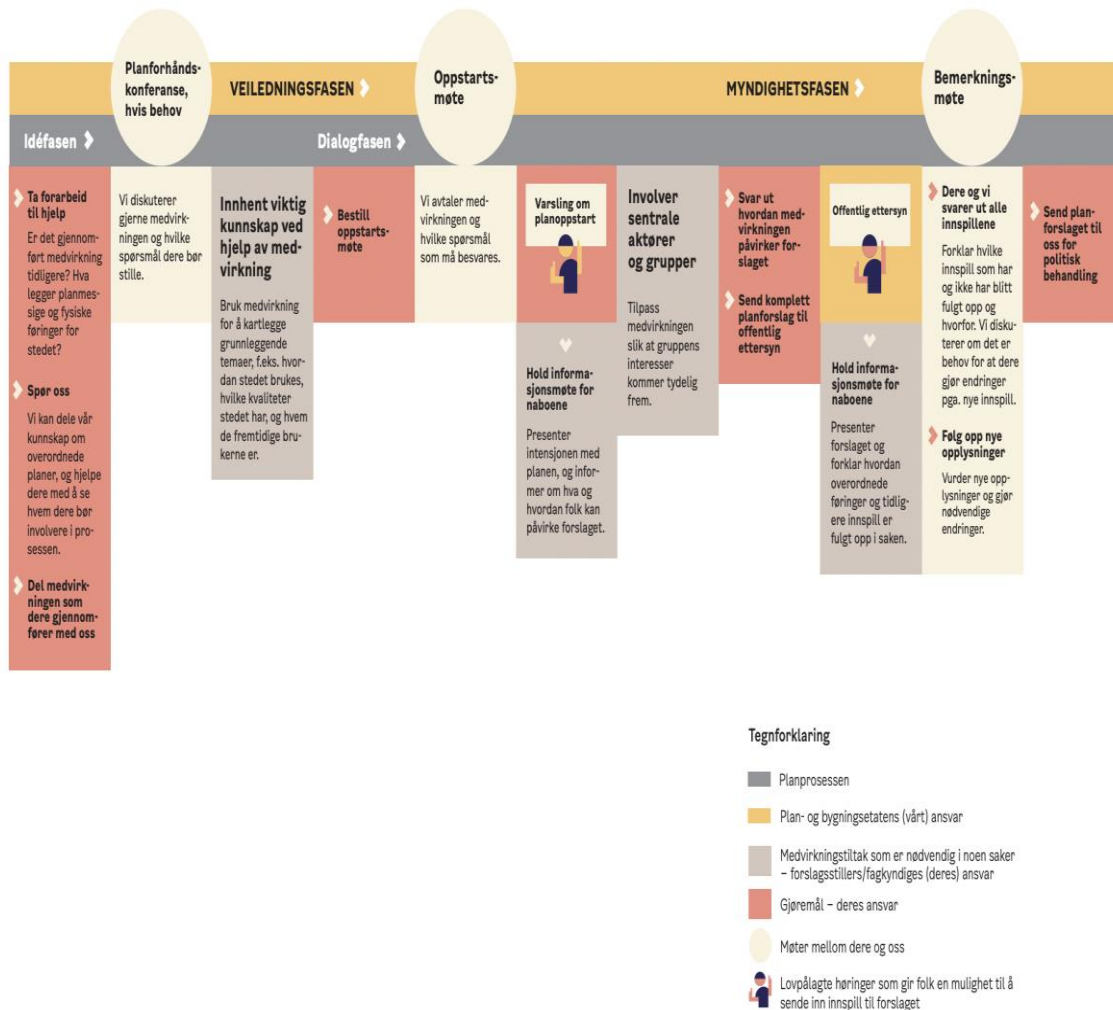 Planforhånds-
konferanse,
hvis behov
VEILEDNINGSFASEN
Oppstarts-
møte
MYNDIGHETSFASEN
Bemerknings-
møte
Idéfasen
Dialogfasen
Ta forarbeid
til hjelp
Er det gjennom-
ført medvirkning
tidligere? Hva
legger planmes-
sige og fysiske
føringer for
stedet?
Spør oss
Vi kan dele vår
kunnskap om
overordnede
planer, og hjelpe
dere med å se
hvem dere bør
involvere i pro-
sessen.
Del medvirk-
ningen som
dere gjennom-
fører med oss
Vi diskuterer
gjerne medvirk-
ningen og hvilke
spørsmål dere bør
stille.
Innhent viktig
kunnskap ved
hjelp av med-
virkning
Bruk medvirkning
for å kartlegge
grunnleggende
temaer, f.eks. hvor-
dan stedet brukes,
hvilke kvaliteter
stedet har, og hvem
de fremtidige bru-
kerne er.
Bestill
oppstarts-
møte
Vi avtaler med-
virkningen og
hvilke spørsmål
som må besvares.
Varsling om
planoppstart
Hold informa-
sjonsmøte for
naboene
Presenter
intensjonen med
planen, og infor-
mer om hva og
hvordan folk kan
påvirke forslaget.
Involver
sentrale
aktører
og grupper
Tilpass
medvirkningen
slik at gruppens
interesser
kommer tydelig
frem.
Svar ut
hvordan med-
virkningen
påvirker for-
slaget
Send komplett
planforslag til
offentlig
ettersyn
Offentlig ettersyn
Hold informa-
sjonsmøte for
naboene
Presenter
forslaget og
forklar hvordan
overordnede
føringer og tidlig-
ere innspill er
fulgt opp i saken.
Dere og vi
svarer ut alle
innspillene
Forklar hvilke
innspill som har
og ikke har blitt
fulgt opp og
hvorfor. Vi disku-
terer om det er
behov for at dere
gjør endringer
pga. nye innspill.
Følg opp nye
opplysninger
Vurder nye opp-
lysninger og gjør
nødvendige
endringer.
Send plan-
forslaget til
oss for
politisk
behandling
Tegnforklaring
Planprosessen
Plan- og bygningsetatens (vårt) ansvar
Medvirkningstiltak som er nødvendig i noen saker
– forslagsstillers/fagkyndiges (deres) ansvar
Gjøremål – deres ansvar
Møter mellom dere og oss
Lovpålagte høringer som gir folk en mulighet til å
sende inn innspill til forslaget